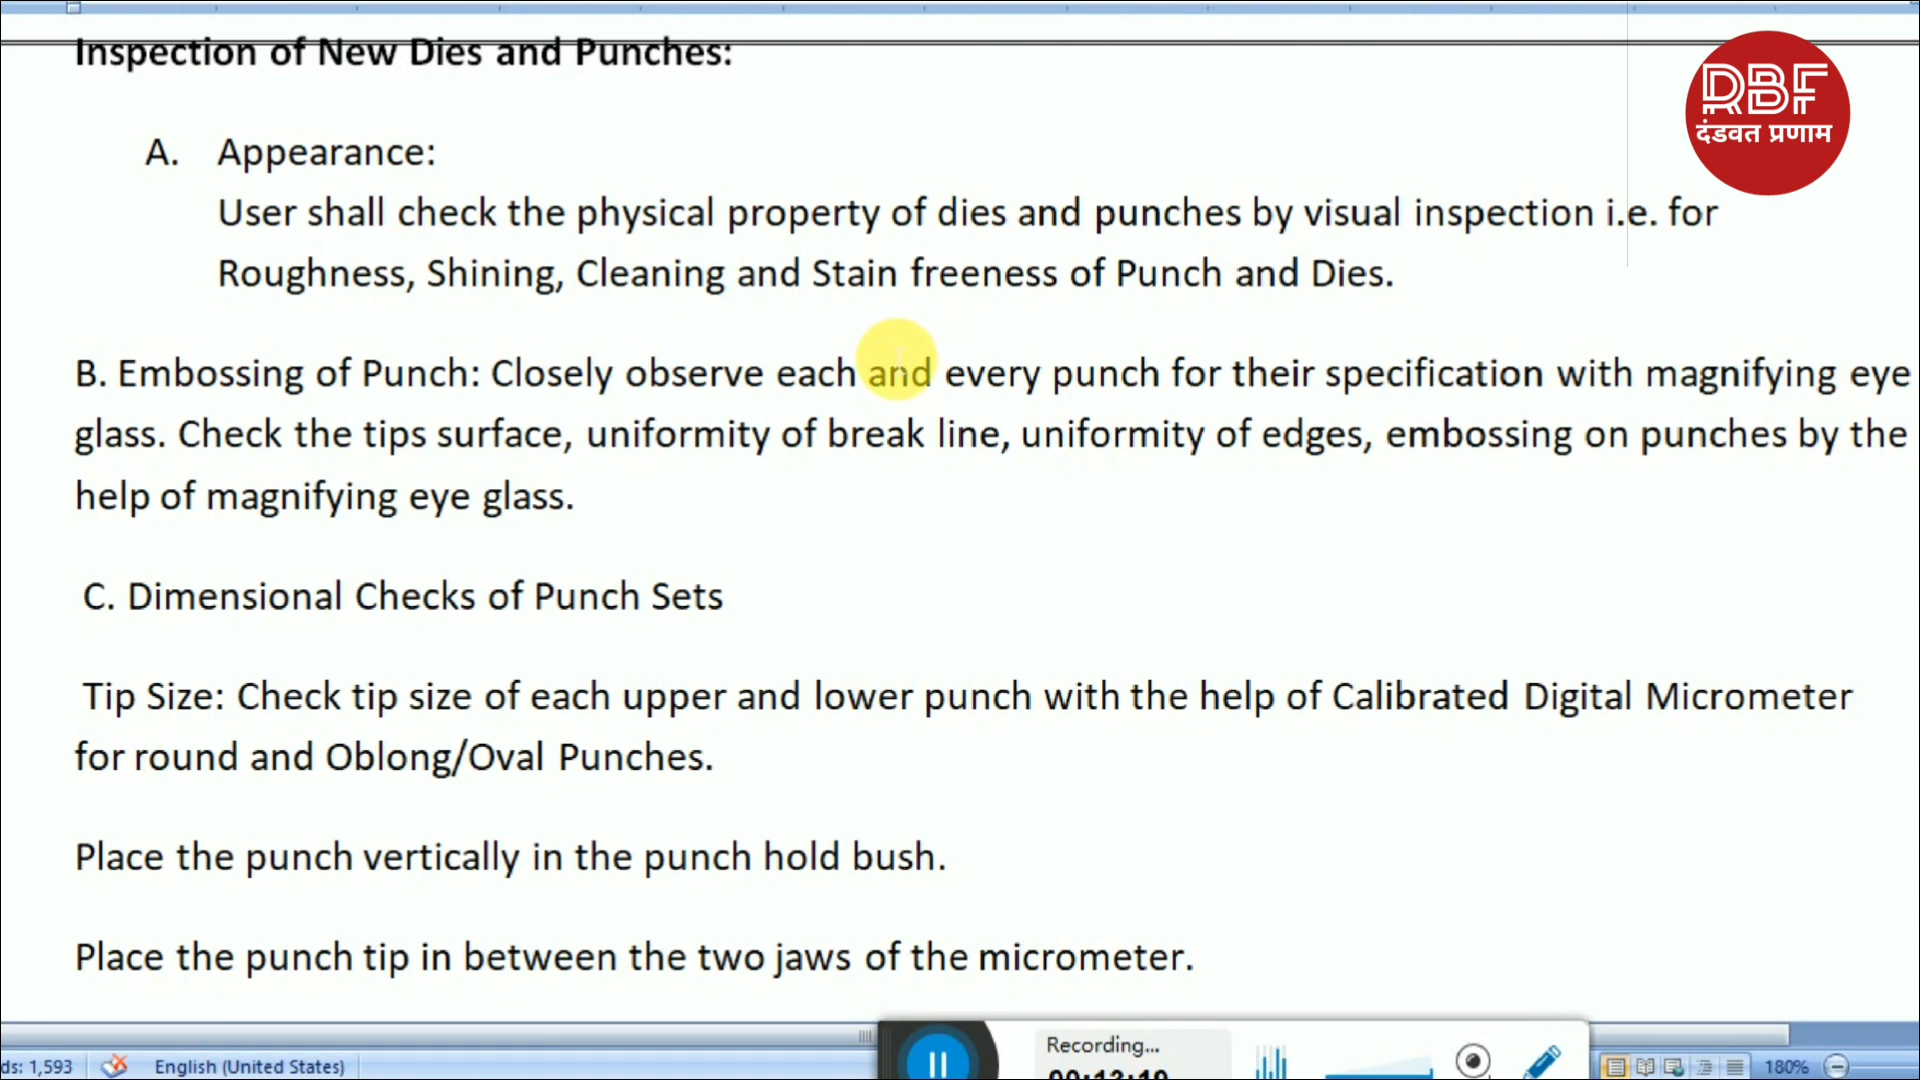 Inspection of New Dies and Punches:
RBF
दंडवत प्रणाम
A. Appearance:
User shall check the physical property of dies and punches by visual inspection i.e. for
Roughness, Shining, Cleaning and Stain freeness of Punch and Dies.
B. Embossing of Punch: Closely observe each and every punch for their specification with magnifying eye
glass. Check the tips surface, uniformity of break line, uniformity of edges, embossing on punches by the
help of magnifying eye glass.
C. Dimensional Checks of Punch Sets
Tip Size: Check tip size of each upper and lower punch with the help of Calibrated Digital Micrometer
for round and Oblong/Oval Punches.
Place the punch vertically in the punch hold bush.
Place the punch tip in between the two jaws of the micrometer.
Recording...
ds: 1,593 English (United States) 180%